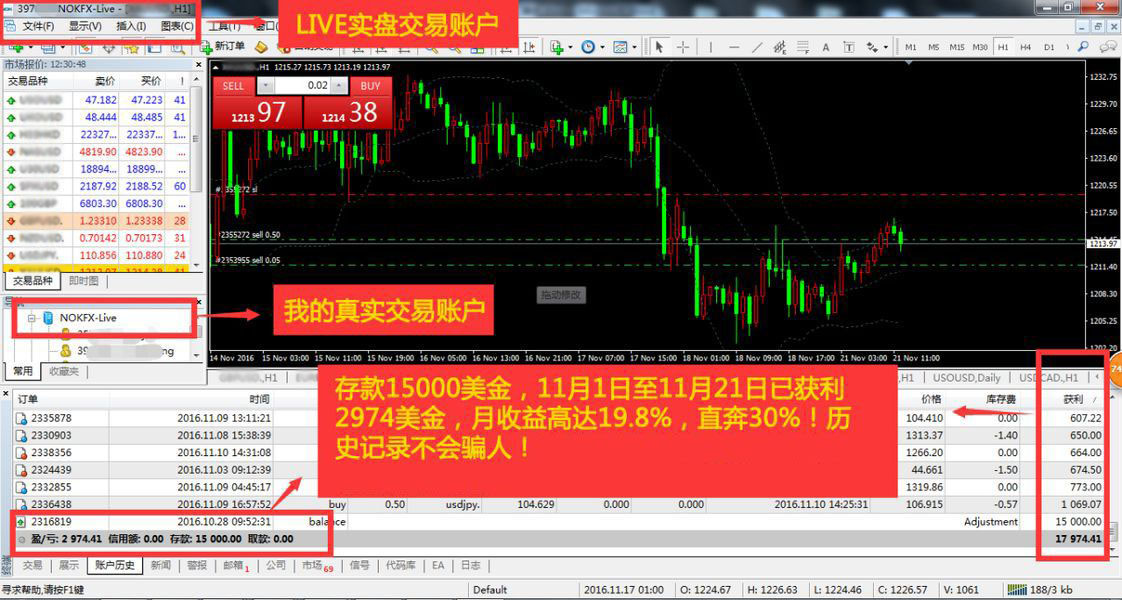 397 NOKFX-Live - ,H1]
文件(F) 显示(V) 插入(I) 图表(C) 工具(T) 窗口
LIVE实盘交易账户
新订单
M1 M5 M15 M30 H1 H4 D1
市场报价: 12:30:48
交易品种 卖价 买价 !
47.182 47.223 41
48.444 48.485 41
22327... 22337... 1...
4819.90 4823.90 ...
18894... 18899... ...
2187.92 2188.52 60
6803.30 6808.30 ...
1.23310 1.23338 28
0.70142 0.70173 31
110.856 110.880 24
交易品种 即时图
,H1 1215.27 1215.73 1213.19 1213.97
SELL 0.02 BUY
1213 97 1214 38
2355272 sell 0.50
#2353955 sell 0.05
拖动修改
1232.75
1229.70
1226.65
1223.60
1220.55
1217.50
1213.97
1211.40
1208.30
1205.25
1202.20
14 Nov 2016 15 Nov 03:00 15 Nov 11:00 15 Nov 19:00 16 Nov 05:00 16 Nov 13:00 16 Nov 21:00 17 Nov 07:00 17 Nov 15:00 18 Nov 01:00 18 Nov 09:00 18 Nov 17:00 21 Nov 03:00 21 Nov 11:00
NOKFX-Live
我的真实交易账户
常用 收藏夹
,H1 ,H1 USOUSD,Daily USDCAD.,H1
74
存款15000美金，11月1日至11月21日已获利
2974美金，月收益高达19.8%，直奔30%！历
史记录不会骗人！
订单 时间 价格 库存费 获利 /
2335878 2016.11.09 13:11:21 104.410 0.00 607.22
2330903 2016.11.08 15:38:39 1313.37 -1.40 650.00
2338356 2016.11.10 14:31:08 1266.20 0.00 664.00
2324439 2016.11.03 09:12:39 44.661 -1.50 674.50
2332855 2016.11.09 04:45:17 1319.86 0.00 773.00
2336438 2016.11.09 16:57:52 buy 0.50 usdjpy. 104.629 0.000 0.000 2016.11.10 14:25:31 106.915 -0.57 1 069.07
2316819 2016.10.28 09:52:31 balance Adjustment 15 000.00
盈/亏: 2 974.41 信用额: 0.00 存款: 15 000.00 取款: 0.00 17 974.41
交易 展示 账户历史 新闻 警报 邮箱1 公司 市场69 信号 代码库 EA 日志
寻求帮助,请按F1键 Default 2016.11.17 01:00 O: 1224.67 H: 1226.63 L: 1224.46 C: 1226.57 V: 1061 188/3 kb